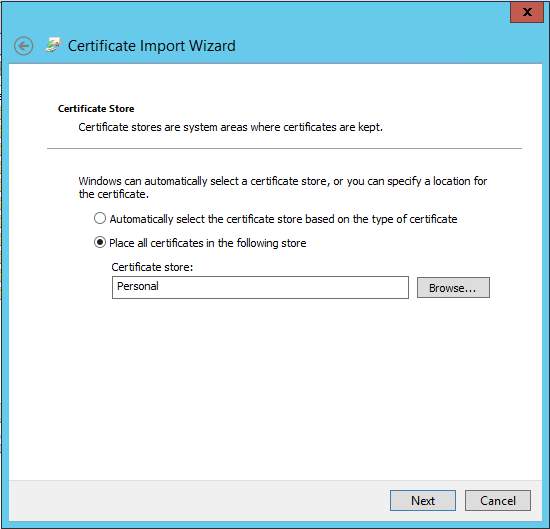 x
Certificate Import Wizard
Certificate Store
Certificate stores are system areas where certificates are kept.
Windows can automatically select a certificate store, or you can specify a location for
the certificate.
Automatically select the certificate store based on the type of certificate
Place all certificates in the following store
Certificate store:
Personal
Browse...
Next
Cancel